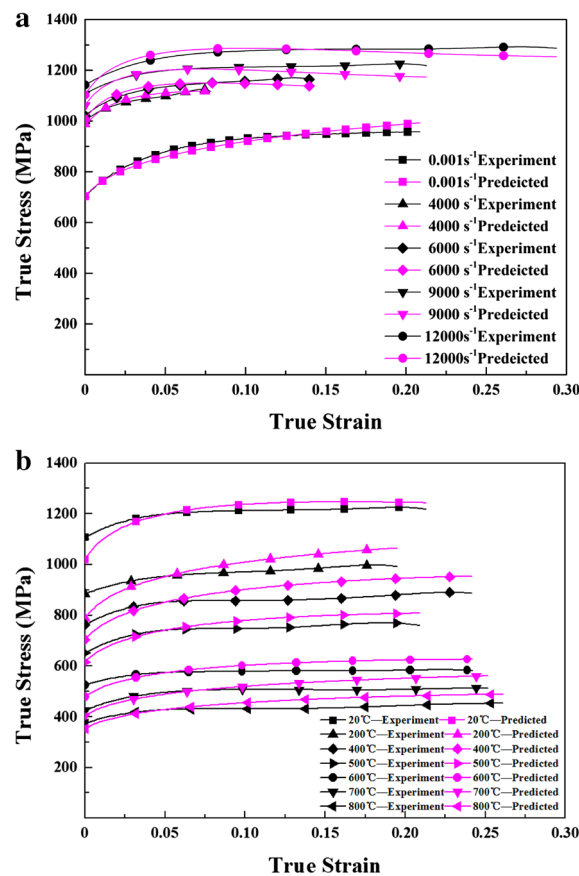 a
1400
1200
1000
800
600
400
200
0
0.05
0.10
0.15
0.20
0.25
0.30
True Stress (MPa)
True Strain
0.001s⁻¹Experiment
0.001s⁻¹Predeicted
4000 s⁻¹Experiment
4000 s⁻¹Predeicted
6000 s⁻¹Experiment
6000 s⁻¹Predeicted
9000 s⁻¹Experiment
9000 s⁻¹Predeicted
12000s⁻¹Experiment
12000s⁻¹Predeicted
b
1400
1200
1000
800
600
400
200
0
0.05
0.10
0.15
0.20
0.25
0.30
True Stress (MPa)
True Strain
20℃—Experiment 20℃—Predicted
200℃—Experiment 200℃—Predicted
400℃—Experiment 400℃—Predicted
500℃—Experiment 500℃—Predicted
600℃—Experiment 600℃—Predicted
700℃—Experiment 700℃—Predicted
800℃—Experiment 800℃—Predicted